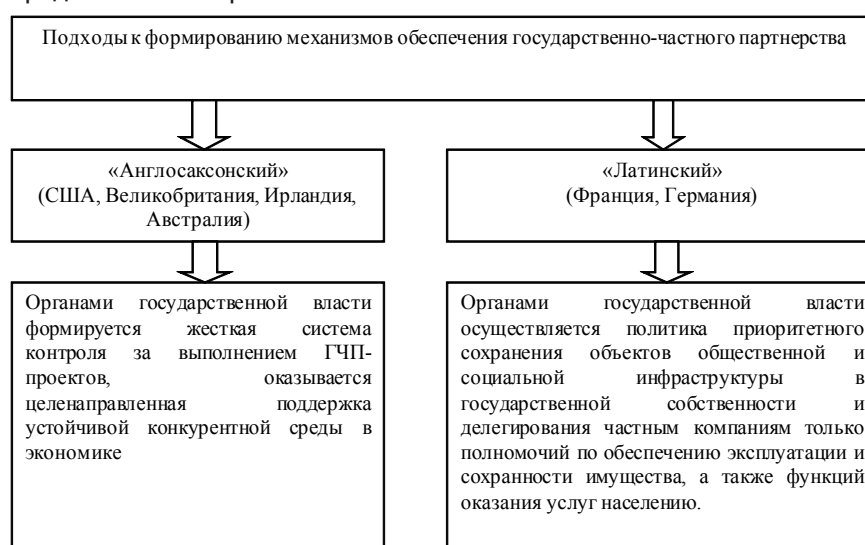 Подходы к формированию механизмов обеспечения государственно-частного партнерства
«Англосаксонский»
(США, Великобритания, Ирландия,
Австралия)
«Латинский»
(Франция, Германия)
Органами государственной власти
формируется жесткая система
контроля за выполнением ГЧП-
проектов, оказывается
целенаправленная поддержка
устойчивой конкурентной среды в
экономике
Органами государственной власти
осуществляется политика приоритетного
сохранения объектов общественной и
социальной инфраструктуры в
государственной собственности и
делегирования частным компаниям только
полномочий по обеспечению эксплуатации и
сохранности имущества, а также функций
оказания услуг населению.